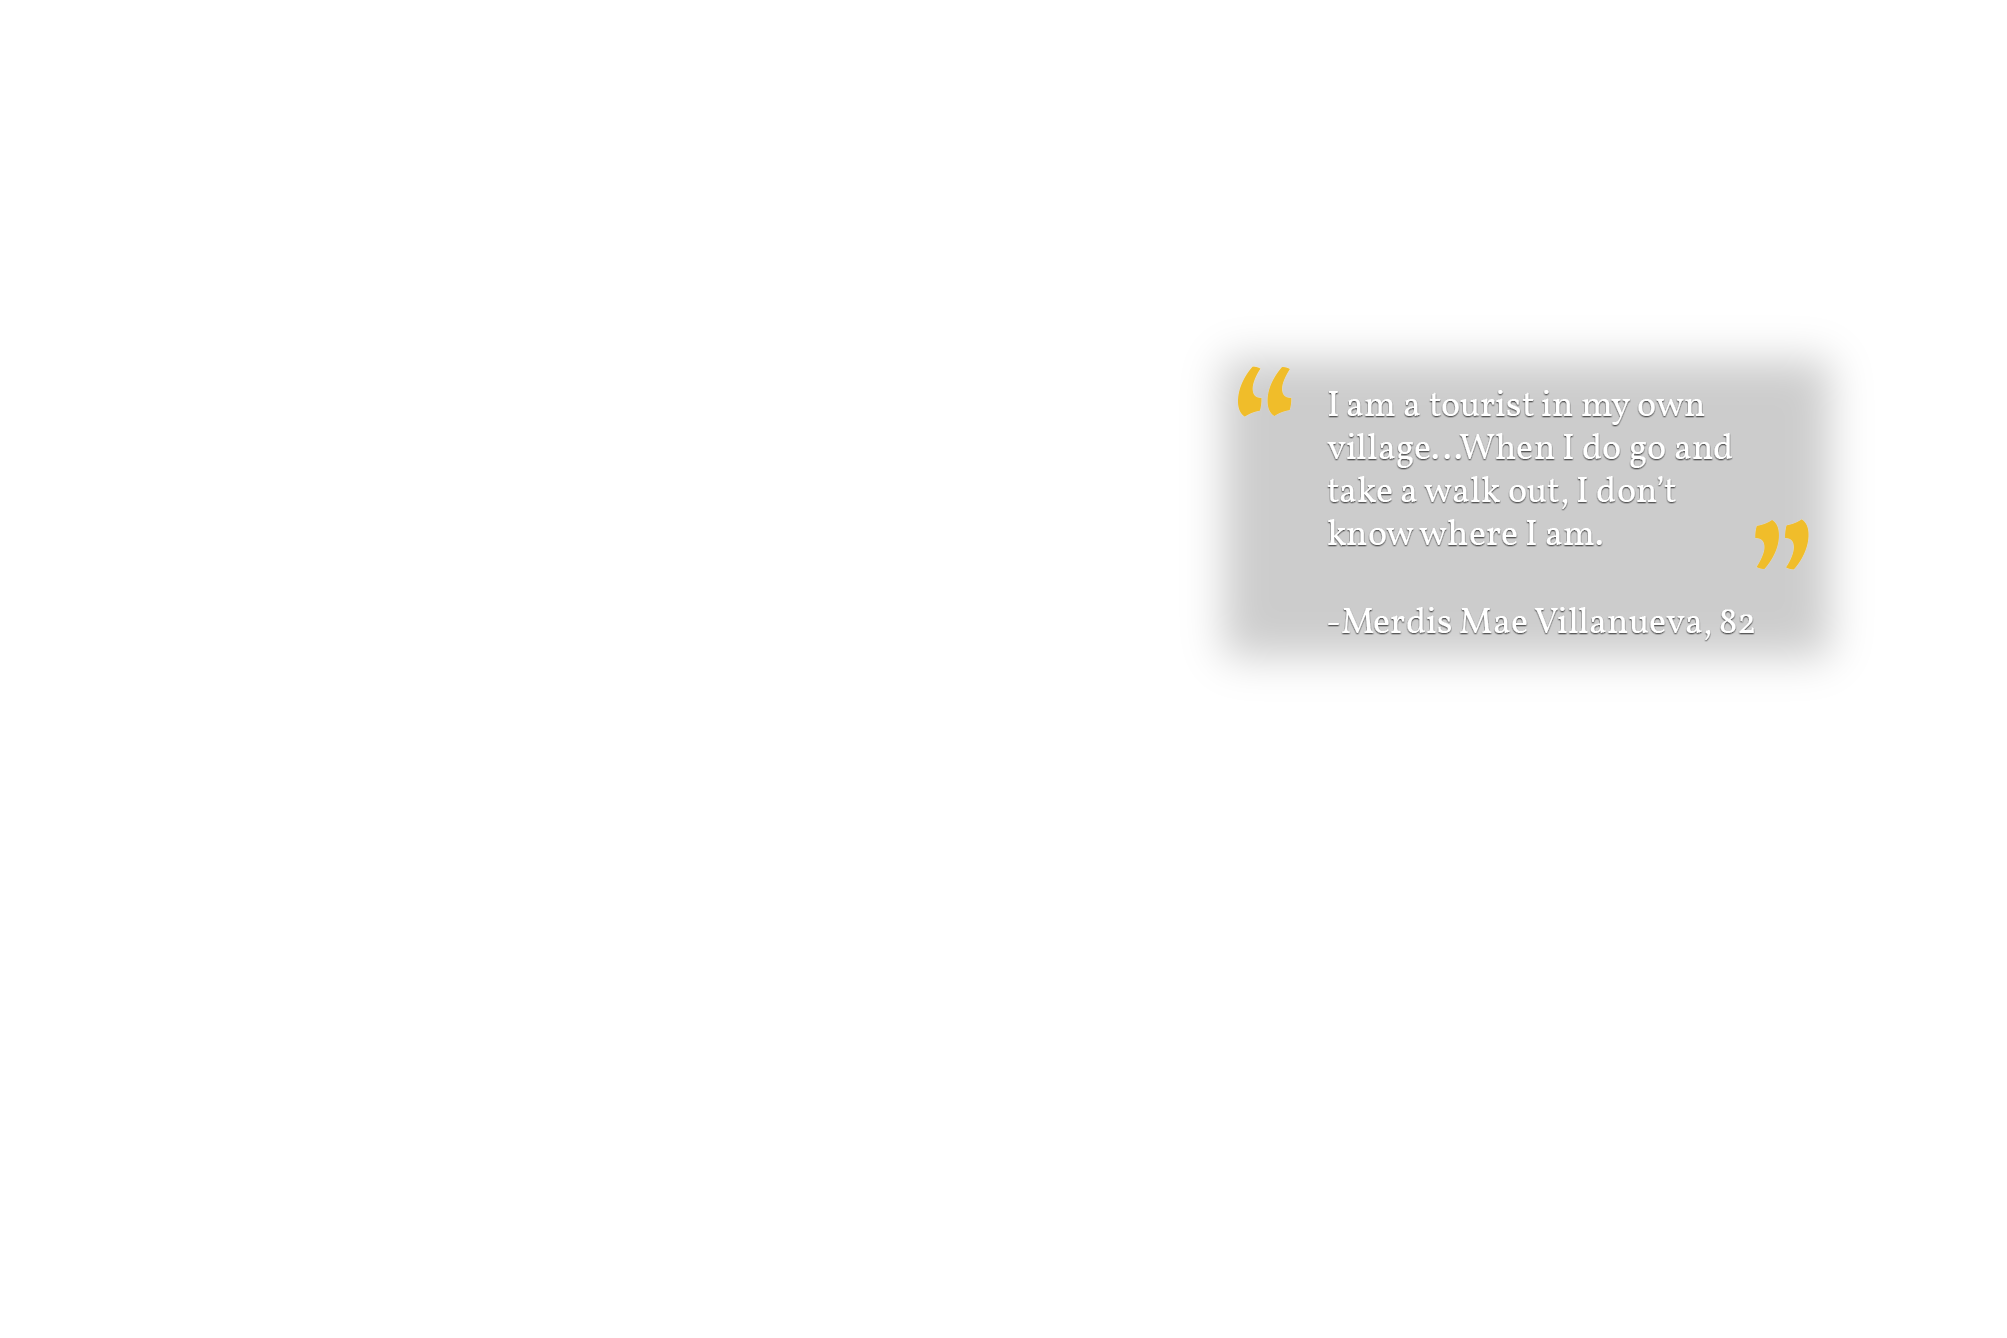 “ I am a tourist in my own
village...When I do go and
take a walk out, I don’t
know where I am. ”
-Merdis Mae Villanueva, 82